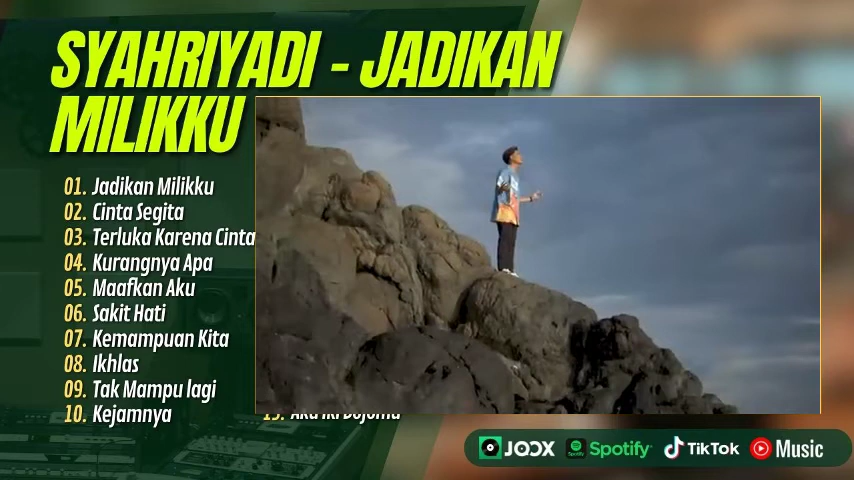 SYAHRIYADI - JADIKAN
MILIKKU
01. Jadikan Milikku
02. Cinta Segita
03. Terluka Karena Cinta
04. Kurangnya Apa
05. Maafkan Aku
06. Sakit Hati
07. Kemampuan Kita
08. Ikhlas
09. Tak Mampu lagi
10. Kejamnya
JOOX Spotify TikTok Music